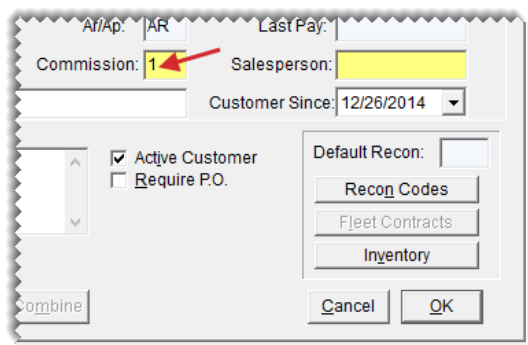 Ar/Ap: AR Last Pay:
Commission: 1 Salesperson:
Customer Since: 12/26/2014
Default Recon:
Active Customer
Require P.O.
Recon Codes
Fleet Contracts
Inventory
Combine Cancel OK